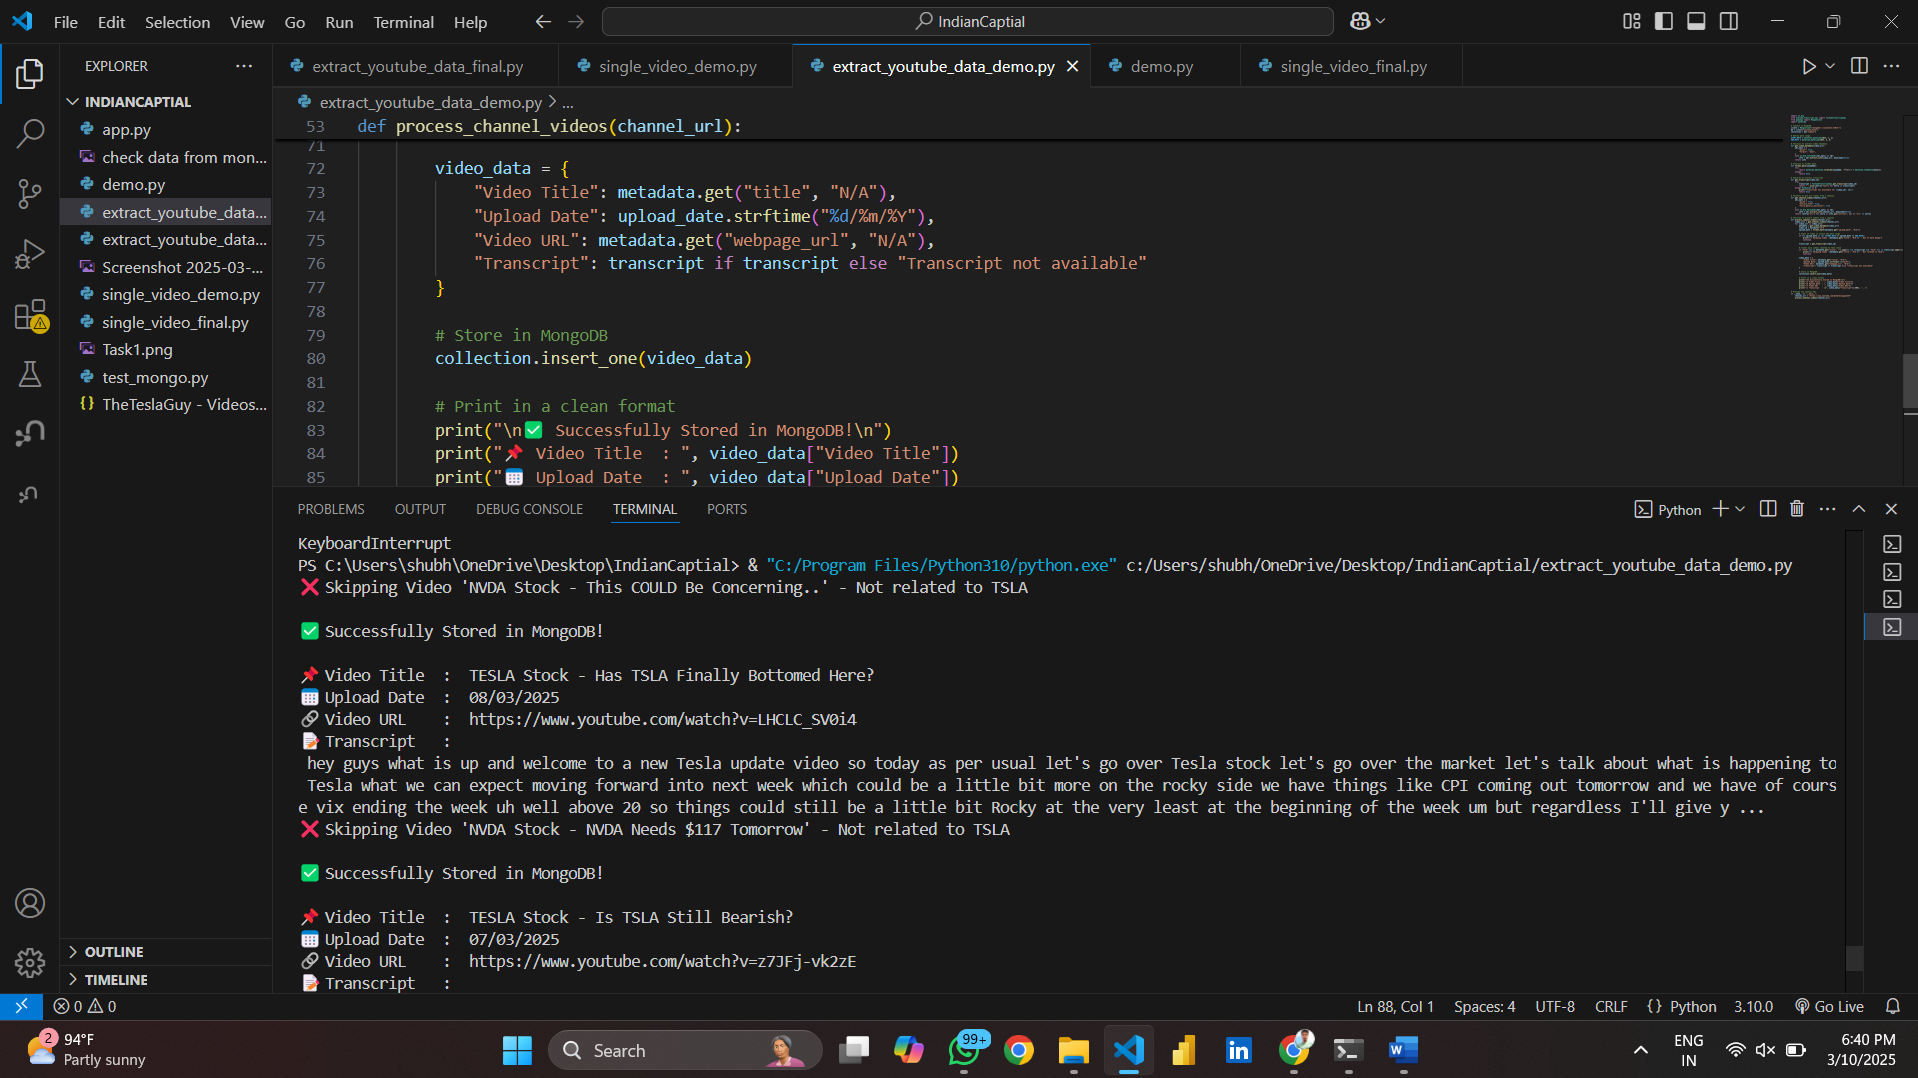 File Edit Selection View Go Run Terminal Help
IndianCaptial
EXPLORER
INDIANCAPTIAL
app.py
check data from mon...
demo.py
extract_youtube_data...
extract_youtube_data...
Screenshot 2025-03-...
single_video_demo.py
single_video_final.py
Task1.png
test_mongo.py
{} TheTeslaGuy - Videos...
OUTLINE
TIMELINE
extract_youtube_data_final.py single_video_demo.py extract_youtube_data_demo.py demo.py single_video_final.py
extract_youtube_data_demo.py > ...
53 def process_channel_videos(channel_url):
71
72 video_data = {
73 "Video Title": metadata.get("title", "N/A"),
74 "Upload Date": upload_date.strftime("%d/%m/%Y"),
75 "Video URL": metadata.get("webpage_url", "N/A"),
76 "Transcript": transcript if transcript else "Transcript not available"
77 }
78
79 # Store in MongoDB
80 collection.insert_one(video_data)
81
82 # Print in a clean format
83 print("\n✅ Successfully Stored in MongoDB!\n")
84 print("📌 Video Title : ", video_data["Video Title"])
85 print("📅 Upload Date : ", video_data["Upload Date"])
PROBLEMS OUTPUT DEBUG CONSOLE TERMINAL PORTS
Python
KeyboardInterrupt
PS C:\Users\shubh\OneDrive\Desktop\IndianCaptial> & "C:/Program Files/Python310/python.exe" c:/Users/shubh/OneDrive/Desktop/IndianCaptial/extract_youtube_data_demo.py
❌ Skipping Video 'NVDA Stock - This COULD Be Concerning..' - Not related to TSLA
✅ Successfully Stored in MongoDB!
📌 Video Title : TESLA Stock - Has TSLA Finally Bottomed Here?
📅 Upload Date : 08/03/2025
🔗 Video URL : https://www.youtube.com/watch?v=LHCLC_SV0i4
📝 Transcript :
hey guys what is up and welcome to a new Tesla update video so today as per usual let's go over Tesla stock let's go over the market let's talk about what is happening to
Tesla what we can expect moving forward into next week which could be a little bit more on the rocky side we have things like CPI coming out tomorrow and we have of cours
e vix ending the week uh well above 20 so things could still be a little bit Rocky at the very least at the beginning of the week um but regardless I'll give y ...
❌ Skipping Video 'NVDA Stock - NVDA Needs $117 Tomorrow' - Not related to TSLA
✅ Successfully Stored in MongoDB!
📌 Video Title : TESLA Stock - Is TSLA Still Bearish?
📅 Upload Date : 07/03/2025
🔗 Video URL : https://www.youtube.com/watch?v=z7JFj-vk2zE
📝 Transcript :
0 0
Ln 88, Col 1 Spaces: 4 UTF-8 CRLF {} Python 3.10.0 Go Live
2
94°F
Partly sunny
Search
99+
ENG
IN
6:40 PM
3/10/2025